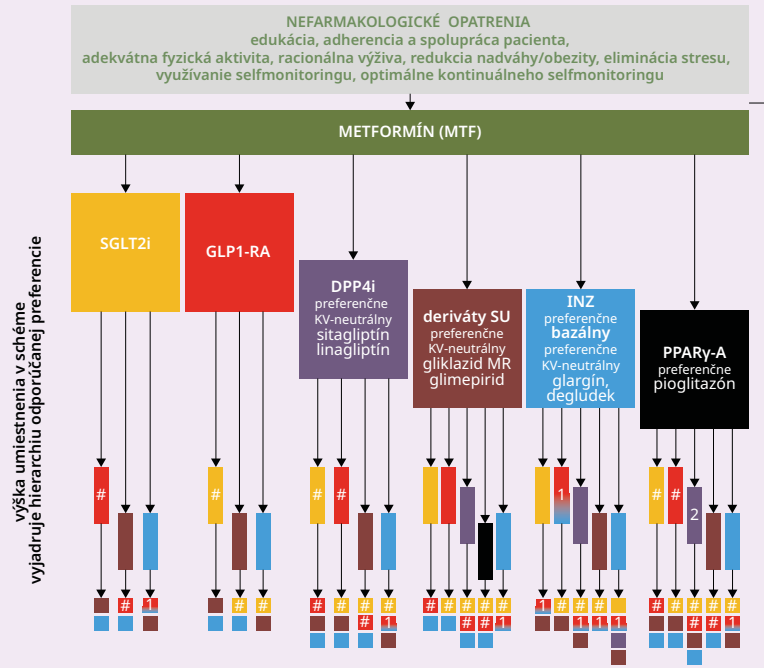 NEFARMAKOLOGICKÉ OPATRENIA
edukácia, adherencia a spolupráca pacienta,
adekvátna fyzická aktivita, racionálna výživa, redukcia nadváhy/obezity, eliminácia stresu,
využívanie selfmonitoringu, optimálne kontinuálneho selfmonitoringu
METFORMÍN (MTF)
výška umiestnenia v schéme
vyjadruje hierarchiu odporúčanej preferencie
SGLT2i
GLP1-RA
DPP4i
preferenčne
KV-neutrálny
sitagliptín
linagliptín
deriváty SU
preferenčne
KV-neutrálny
gliklazid MR
glimepirid
INZ
preferenčne
bazálny
preferenčne
KV-neutrálny
glargín,
degludek
PPARγ-A
preferenčne
pioglitazón
# # # # 1 # # 2
# 1 # # # # # # # # # # # 1 # # # # # # # #
# 1 # # 1 1 1 1 # # 1